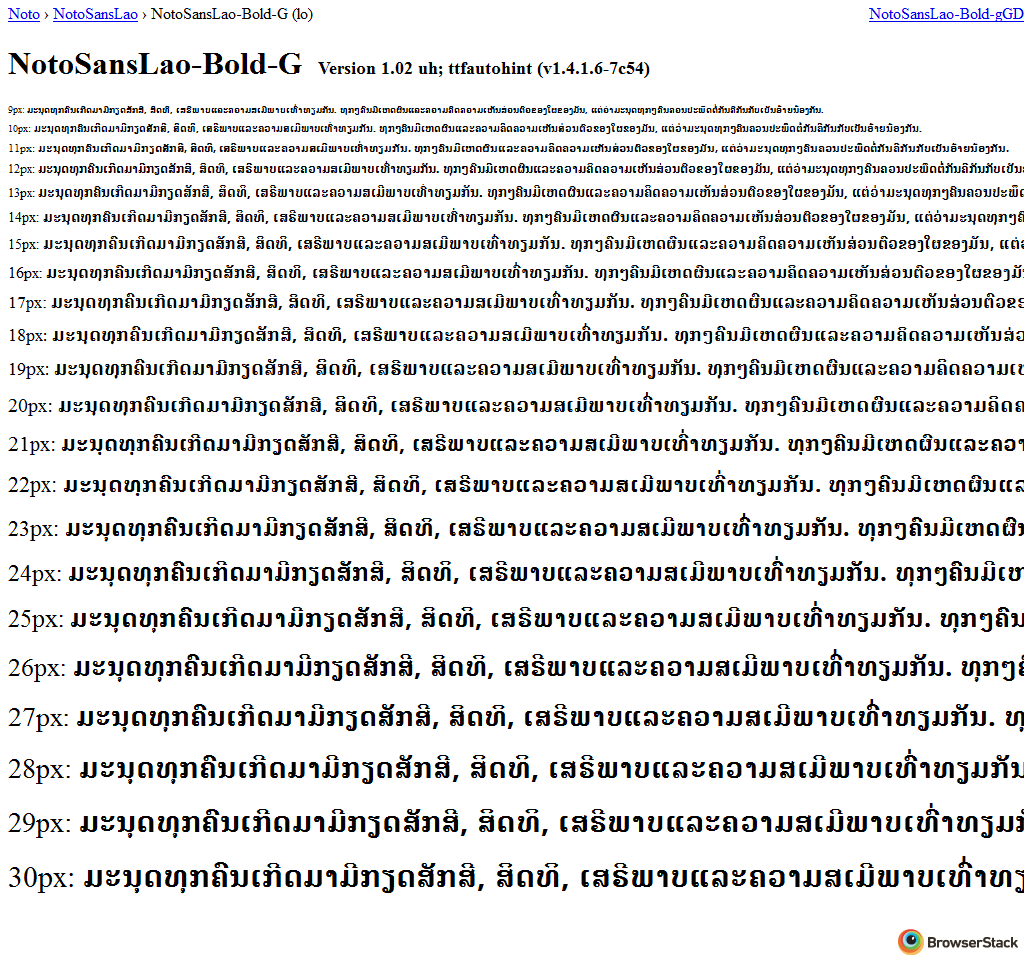 Noto › NotoSansLao › NotoSansLao-Bold-G (lo) NotoSansLao-Bold-gGD
NotoSansLao-Bold-G Version 1.02 uh; ttfautohint (v1.4.1.6-7c54)
9px: ມະນຸດທຸກຄົນເກີດມາມີກຽດສັກສີ, ສິດທິ, ເສຣີພາບແລະຄວາມສເມີພາບເທົ່າທຽມກັນ. ທຸກໆຄົນມີເຫດຜົນແລະຄວາມຄິດຄວາມເຫັນສ່ວນຕົວຂອງໃຜຂອງມັນ, ແຕ່ວ່າມະນຸດທຸກໆຄົນຄວນປະພຶດຕໍ່ກັນຄືກັນກັບເປັນອ້າຍນ້ອງກັນ.
10px: ມະນຸດທຸກຄົນເກີດມາມີກຽດສັກສີ, ສິດທິ, ເສຣີພາບແລະຄວາມສເມີພາບເທົ່າທຽມກັນ. ທຸກໆຄົນມີເຫດຜົນແລະຄວາມຄິດຄວາມເຫັນສ່ວນຕົວຂອງໃຜຂອງມັນ, ແຕ່ວ່າມະນຸດທຸກໆຄົນຄວນປະພຶດຕໍ່ກັນຄືກັນກັບເປັນອ້າຍນ້ອງກັນ.
11px: ມະນຸດທຸກຄົນເກີດມາມີກຽດສັກສີ, ສິດທິ, ເສຣີພາບແລະຄວາມສເມີພາບເທົ່າທຽມກັນ. ທຸກໆຄົນມີເຫດຜົນແລະຄວາມຄິດຄວາມເຫັນສ່ວນຕົວຂອງໃຜຂອງມັນ, ແຕ່ວ່າມະນຸດທຸກໆຄົນຄວນປະພຶດຕໍ່ກັນຄືກັນກັບເປັນອ້າຍນ້ອງກັນ.
12px: ມະນຸດທຸກຄົນເກີດມາມີກຽດສັກສີ, ສິດທິ, ເສຣີພາບແລະຄວາມສເມີພາບເທົ່າທຽມກັນ. ທຸກໆຄົນມີເຫດຜົນແລະຄວາມຄິດຄວາມເຫັນສ່ວນຕົວຂອງໃຜຂອງມັນ, ແຕ່ວ່າມະນຸດທຸກໆຄົນຄວນປະພຶດຕໍ່ກັນຄືກັນກັບເປັນ
13px: ມະນຸດທຸກຄົນເກີດມາມີກຽດສັກສີ, ສິດທິ, ເສຣີພາບແລະຄວາມສເມີພາບເທົ່າທຽມກັນ. ທຸກໆຄົນມີເຫດຜົນແລະຄວາມຄິດຄວາມເຫັນສ່ວນຕົວຂອງໃຜຂອງມັນ, ແຕ່ວ່າມະນຸດທຸກໆຄົນຄວນປະພຶ
14px: ມະນຸດທຸກຄົນເກີດມາມີກຽດສັກສີ, ສິດທິ, ເສຣີພາບແລະຄວາມສເມີພາບເທົ່າທຽມກັນ. ທຸກໆຄົນມີເຫດຜົນແລະຄວາມຄິດຄວາມເຫັນສ່ວນຕົວຂອງໃຜຂອງມັນ, ແຕ່ວ່າມະນຸດທຸກໆ
15px: ມະນຸດທຸກຄົນເກີດມາມີກຽດສັກສີ, ສິດທິ, ເສຣີພາບແລະຄວາມສເມີພາບເທົ່າທຽມກັນ. ທຸກໆຄົນມີເຫດຜົນແລະຄວາມຄິດຄວາມເຫັນສ່ວນຕົວຂອງໃຜຂອງມັນ, ແຕ່
16px: ມະນຸດທຸກຄົນເກີດມາມີກຽດສັກສີ, ສິດທິ, ເສຣີພາບແລະຄວາມສເມີພາບເທົ່າທຽມກັນ. ທຸກໆຄົນມີເຫດຜົນແລະຄວາມຄິດຄວາມເຫັນສ່ວນຕົວຂອງໃຜຂອງ
17px: ມະນຸດທຸກຄົນເກີດມາມີກຽດສັກສີ, ສິດທິ, ເສຣີພາບແລະຄວາມສເມີພາບເທົ່າທຽມກັນ. ທຸກໆຄົນມີເຫດຜົນແລະຄວາມຄິດຄວາມເຫັນສ່ວນຕົວຂອ
18px: ມະນຸດທຸກຄົນເກີດມາມີກຽດສັກສີ, ສິດທິ, ເສຣີພາບແລະຄວາມສເມີພາບເທົ່າທຽມກັນ. ທຸກໆຄົນມີເຫດຜົນແລະຄວາມຄິດຄວາມເຫັນສ່ວ
19px: ມະນຸດທຸກຄົນເກີດມາມີກຽດສັກສີ, ສິດທິ, ເສຣີພາບແລະຄວາມສເມີພາບເທົ່າທຽມກັນ. ທຸກໆຄົນມີເຫດຜົນແລະຄວາມຄິດຄວາມເ
20px: ມະນຸດທຸກຄົນເກີດມາມີກຽດສັກສີ, ສິດທິ, ເສຣີພາບແລະຄວາມສເມີພາບເທົ່າທຽມກັນ. ທຸກໆຄົນມີເຫດຜົນແລະຄວາມຄິດຄ
21px: ມະນຸດທຸກຄົນເກີດມາມີກຽດສັກສີ, ສິດທິ, ເສຣີພາບແລະຄວາມສເມີພາບເທົ່າທຽມກັນ. ທຸກໆຄົນມີເຫດຜົນແລະຄວາ
22px: ມະນຸດທຸກຄົນເກີດມາມີກຽດສັກສີ, ສິດທິ, ເສຣີພາບແລະຄວາມສເມີພາບເທົ່າທຽມກັນ. ທຸກໆຄົນມີເຫດຜົນແລ
23px: ມະນຸດທຸກຄົນເກີດມາມີກຽດສັກສີ, ສິດທິ, ເສຣີພາບແລະຄວາມສເມີພາບເທົ່າທຽມກັນ. ທຸກໆຄົນມີເຫດຜົນ
24px: ມະນຸດທຸກຄົນເກີດມາມີກຽດສັກສີ, ສິດທິ, ເສຣີພາບແລະຄວາມສເມີພາບເທົ່າທຽມກັນ. ທຸກໆຄົນມີເຫ
25px: ມະນຸດທຸກຄົນເກີດມາມີກຽດສັກສີ, ສິດທິ, ເສຣີພາບແລະຄວາມສເມີພາບເທົ່າທຽມກັນ. ທຸກໆຄົນ
26px: ມະນຸດທຸກຄົນເກີດມາມີກຽດສັກສີ, ສິດທິ, ເສຣີພາບແລະຄວາມສເມີພາບເທົ່າທຽມກັນ. ທຸກໆຄົ
27px: ມະນຸດທຸກຄົນເກີດມາມີກຽດສັກສີ, ສິດທິ, ເສຣີພາບແລະຄວາມສເມີພາບເທົ່າທຽມກັນ. ທຸ
28px: ມະນຸດທຸກຄົນເກີດມາມີກຽດສັກສີ, ສິດທິ, ເສຣີພາບແລະຄວາມສເມີພາບເທົ່າທຽມກັນ
29px: ມະນຸດທຸກຄົນເກີດມາມີກຽດສັກສີ, ສິດທິ, ເສຣີພາບແລະຄວາມສເມີພາບເທົ່າທຽມກັ
30px: ມະນຸດທຸກຄົນເກີດມາມີກຽດສັກສີ, ສິດທິ, ເສຣີພາບແລະຄວາມສເມີພາບເທົ່າທຽ
BrowserStack